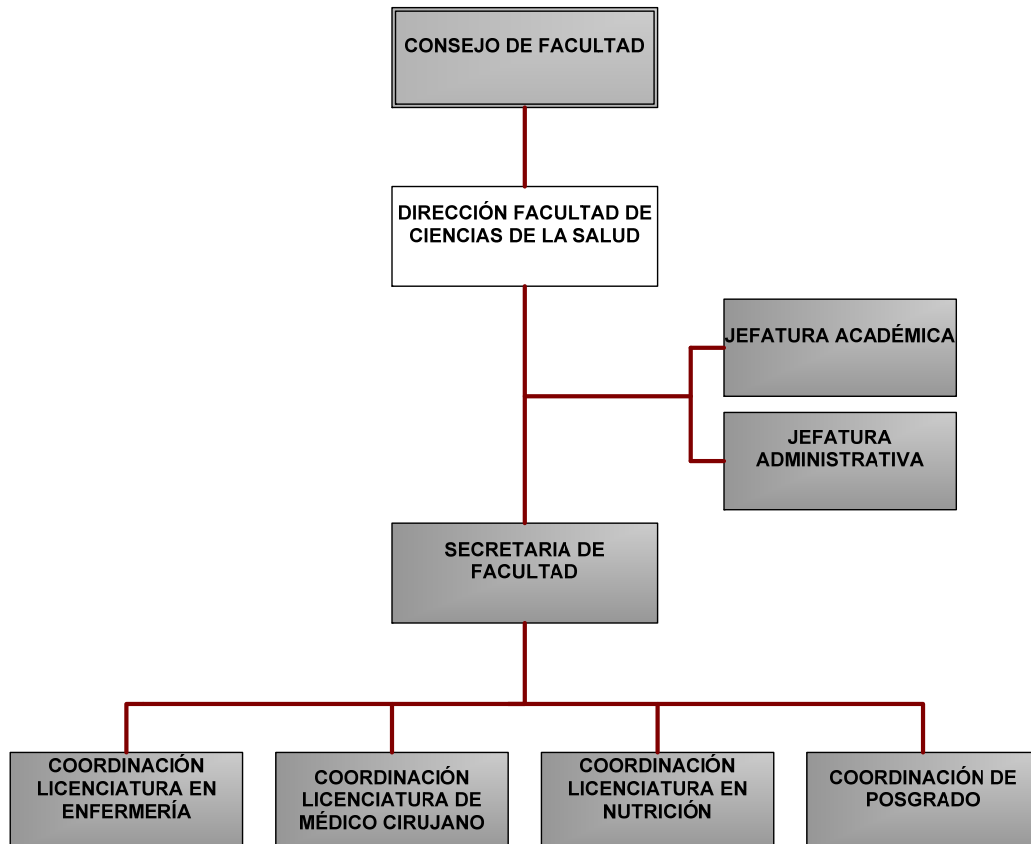 CONSEJO DE FACULTAD
DIRECCIÓN FACULTAD DE
CIENCIAS DE LA SALUD
JEFATURA ACADÉMICA
JEFATURA
ADMINISTRATIVA
SECRETARIA DE
FACULTAD
COORDINACIÓN
LICENCIATURA EN
ENFERMERÍA
COORDINACIÓN
LICENCIATURA DE
MÉDICO CIRUJANO
COORDINACIÓN
LICENCIATURA EN
NUTRICIÓN
COORDINACIÓN DE
POSGRADO